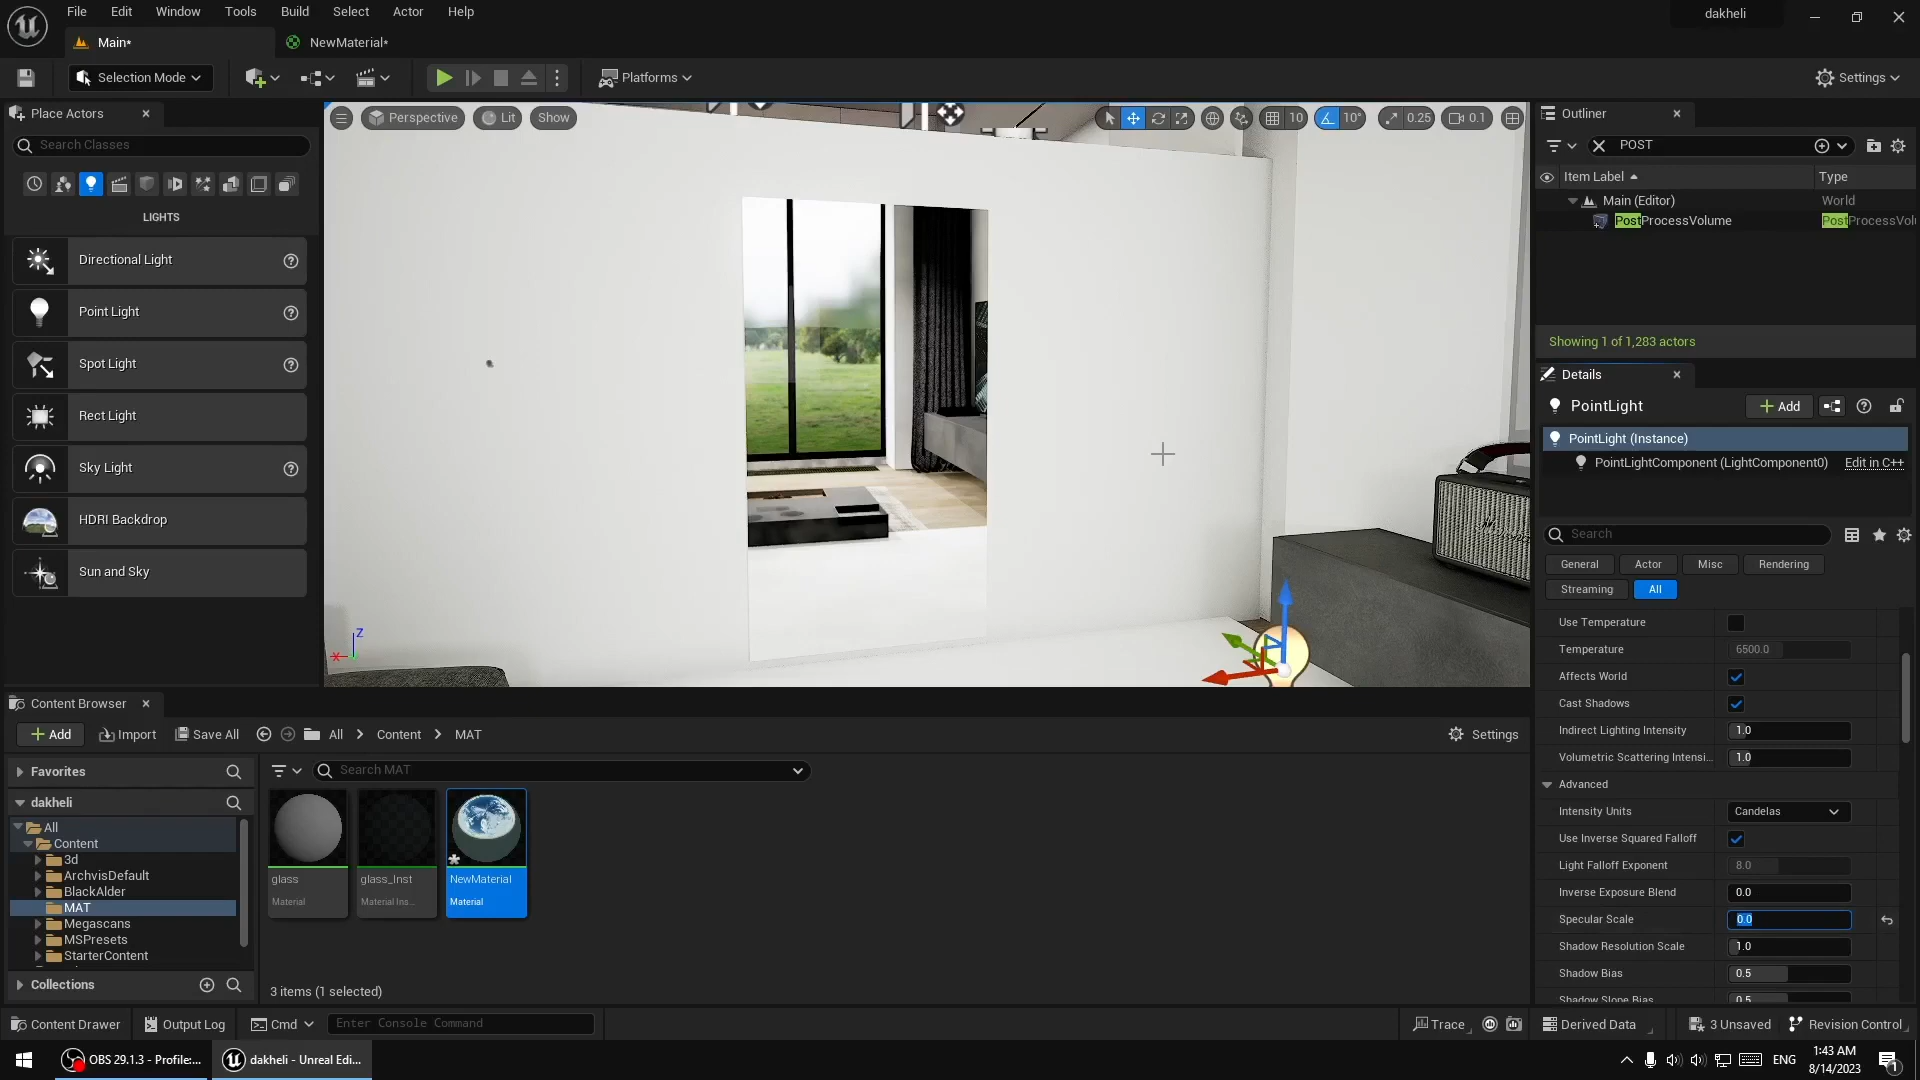 File Edit Window Tools Build Select Actor Help
dakheli
Main*
NewMaterial*
Selection Mode
Platforms
Settings
Place Actors
Search Classes
LIGHTS
Directional Light
Point Light
Spot Light
Rect Light
Sky Light
HDRI Backdrop
Sun and Sky
Perspective
Lit
Show
10
10°
0.25
0.1
Z
X
Outliner
POST
Item Label
Type
Main (Editor)
World
PostProcessVolume
PostProcessVol
Showing 1 of 1,283 actors
Details
PointLight
Add
PointLight (Instance)
PointLightComponent (LightComponent0)
Edit in C++
Search
General
Actor
Misc
Rendering
Streaming
All
Use Temperature
Temperature
6500.0
Affects World
Cast Shadows
Indirect Lighting Intensity
1.0
Volumetric Scattering Intensi...
1.0
Advanced
Intensity Units
Candelas
Use Inverse Squared Falloff
Light Falloff Exponent
8.0
Inverse Exposure Blend
0.0
Specular Scale
0.0
Shadow Resolution Scale
1.0
Shadow Bias
0.5
Shadow Slope Bias
0.5
Content Browser
Add
Import
Save All
All
Content
MAT
Settings
Favorites
dakheli
All
Content
3d
ArchvisDefault
BlackAlder
MAT
Megascans
MSPresets
StarterContent
Collections
Search MAT
glass
Material
glass_Inst
Material Ins...
NewMaterial
Material
3 items (1 selected)
Content Drawer
Output Log
Cmd
Enter Console Command
Trace
Derived Data
3 Unsaved
Revision Control
OBS 29.1.3 - Profile:...
dakheli - Unreal Edi...
ENG
1:43 AM
8/14/2023
1